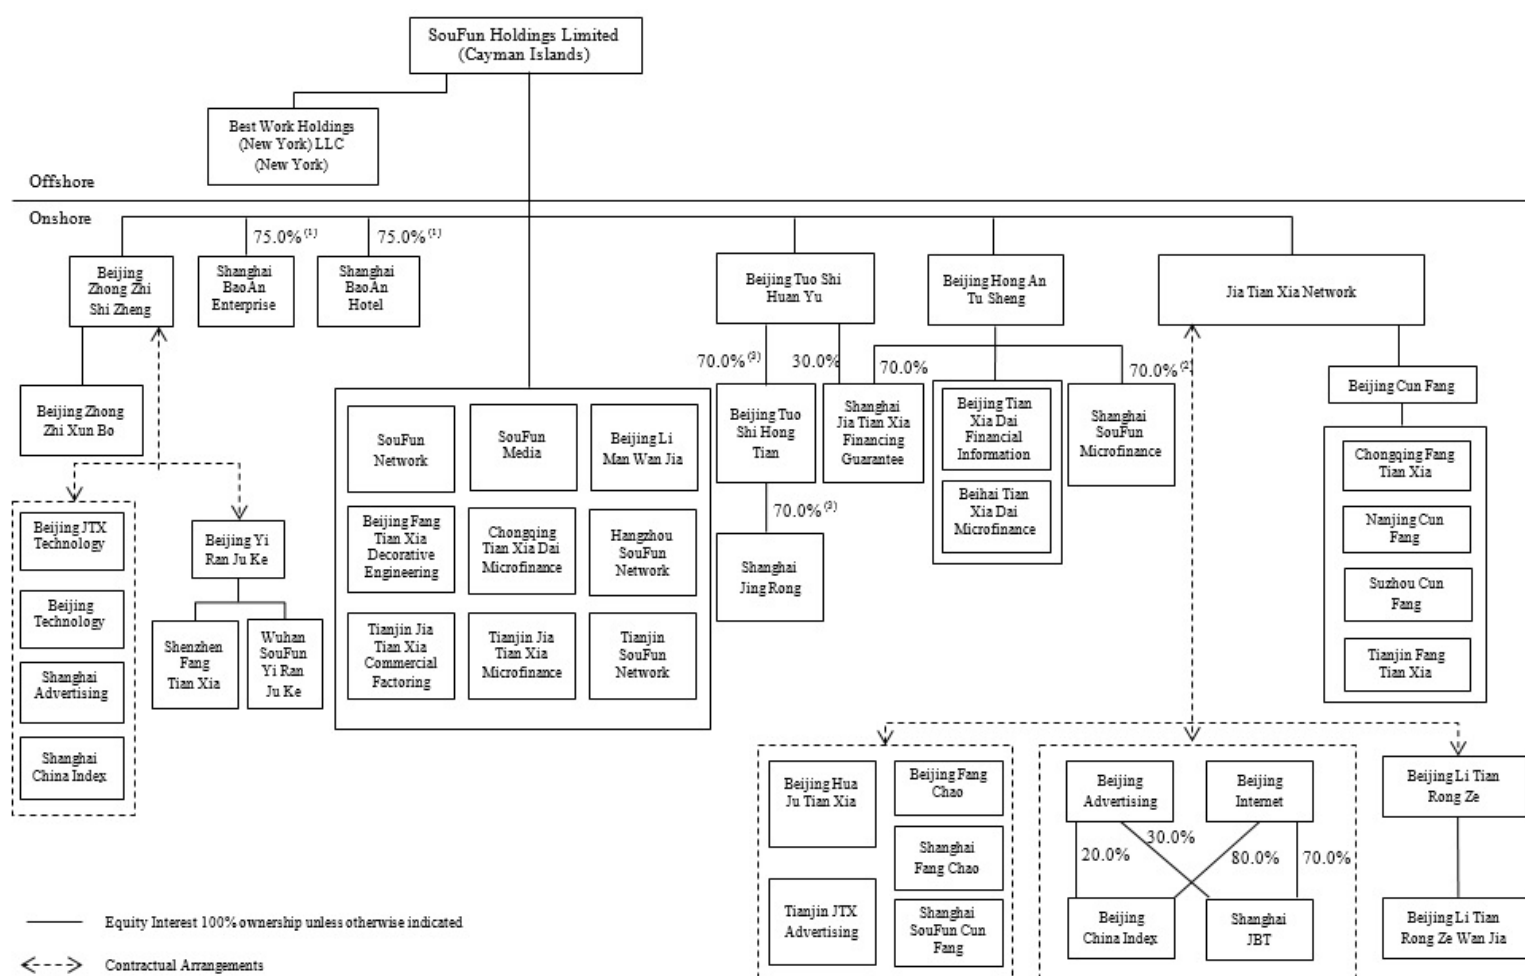 SouFun Holdings Limited
(Cayman Islands)
Best Work Holdings
(New York) LLC
(New York)
Offshore
Onshore
75.0% (1)
75.0% (1)
Beijing
Zhong Zhi
Shi Zheng
Shanghai
BaoAn
Enterprise
Shanghai
BaoAn
Hotel
Beijing Tuo Shi
Huan Yu
Beijing Hong An
Tu Sheng
Jia Tian Xia Network
70.0% (3)
30.0%
70.0%
70.0% (2)
Beijing Zhong
Zhi Xun Bo
Beijing Tuo
Shi Hong
Tian
Shanghai
Jia Tian Xia
Financing
Guarantee
Beijing Tian
Xia Dai
Financial
Information
Beihai Tian
Xia Dai
Microfinance
Shanghai
SouFun
Microfinance
Beijing Cun Fang
Chongqing Fang
Tian Xia
Nanjing Cun
Fang
Suzhou Cun
Fang
Tianjin Fang
Tian Xia
SouFun
Network
SouFun
Media
Beijing Li
Man Wan Jia
Beijing Fang
Tian Xia
Decorative
Engineering
Chongqing
Tian Xia Dai
Microfinance
Hangzhou
SouFun
Network
Tianjin Jia
Tian Xia
Commercial
Factoring
Tianjin Jia
Tian Xia
Microfinance
Tianjin
SouFun
Network
70.0% (3)
Shanghai
Jing Rong
Beijing JTX
Technology
Beijing
Technology
Shanghai
Advertising
Shanghai
China Index
Beijing Yi
Ran Ju Ke
Shenzhen
Fang
Tian Xia
Wuhan
SouFun
Yi Ran
Ju Ke
Beijing Hua
Ju Tian Xia
Beijing Fang
Chao
Shanghai
Fang Chao
Tianjin JTX
Advertising
Shanghai
SouFun Cun
Fang
Beijing
Advertising
Beijing
Internet
20.0%
30.0%
80.0%
70.0%
Beijing
China Index
Shanghai
JBT
Beijing Li Tian
Rong Ze
Beijing Li Tian
Rong Ze Wan Jia
Equity Interest 100% ownership unless otherwise indicated
Contractual Arrangements